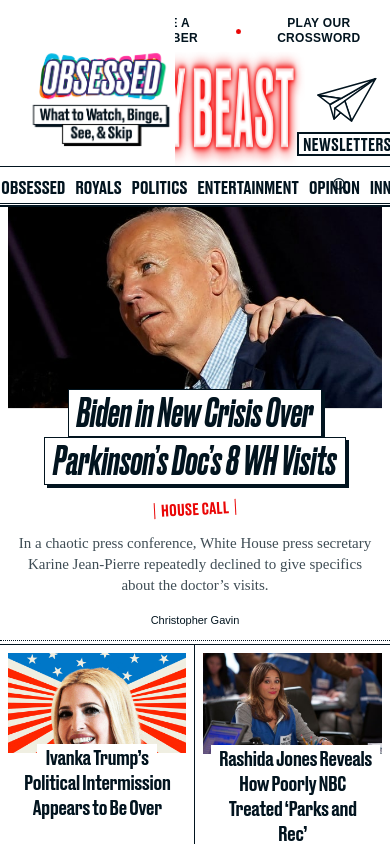 E A
BER
PLAY OUR
CROSSWORD
OBSESSED
What to Watch, Binge,
See, & Skip
Y BEAST
NEWSLETTERS
OBSESSED ROYALS POLITICS ENTERTAINMENT OPINION INN
Biden in New Crisis Over
Parkinson’s Doc’s 8 WH Visits
HOUSE CALL
In a chaotic press conference, White House press secretary
Karine Jean-Pierre repeatedly declined to give specifics
about the doctor’s visits.
Christopher Gavin
Ivanka Trump’s
Political Intermission
Appears to Be Over
Rashida Jones Reveals
How Poorly NBC
Treated ‘Parks and
Rec’